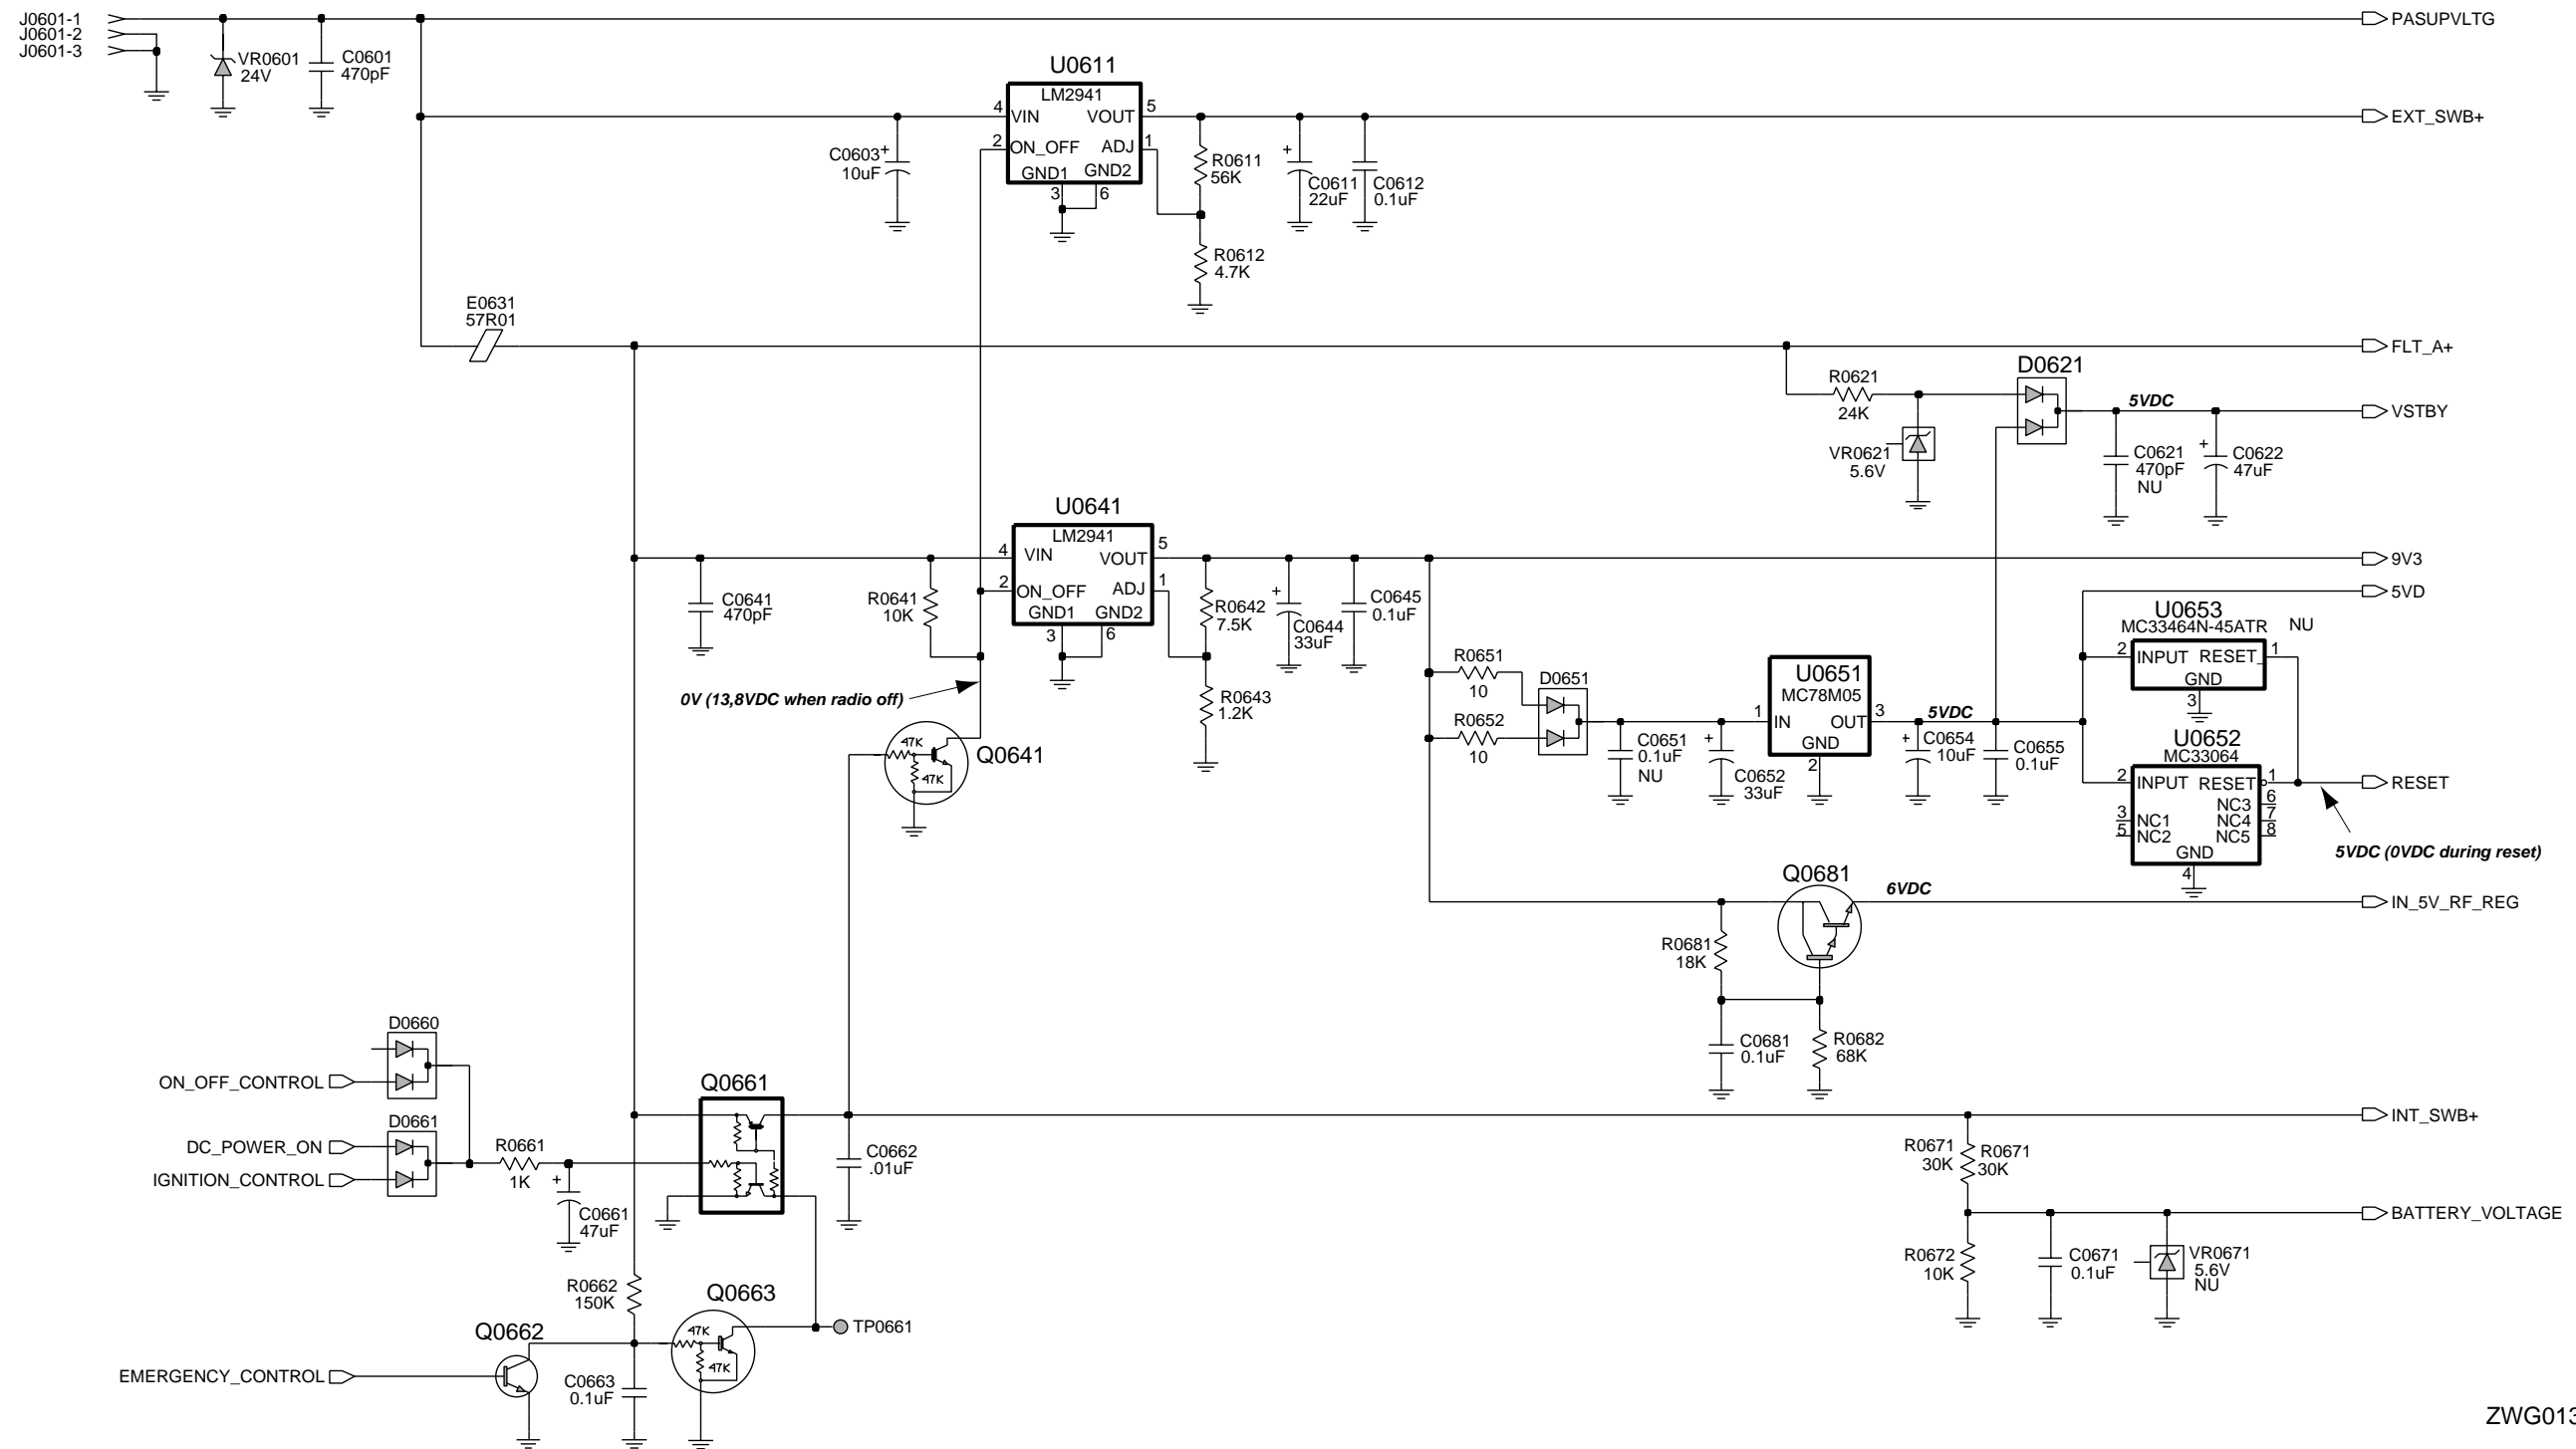 J0601-1
J0601-2
J0601-3
PASUPVLTG
VR0601
24V
C0601
470pF
U0611
LM2941
4
VIN
VOUT
5
2
ON_OFF
ADJ
1
GND1
GND2
3
6
EXT_SWB+
C0603
+
10uF
R0611
56K
+
C0611
22uF
C0612
0.1uF
R0612
4.7K
E0631
57R01
FLT_A+
D0621
R0621
24K
5VDC
VSTBY
VR0621
5.6V
C0621
470pF
NU
+
C0622
47uF
U0641
LM2941
4
VIN
VOUT
5
2
ON_OFF
ADJ
1
GND1
GND2
3
6
9V3
5VD
C0641
470pF
R0641
10K
R0642
7.5K
+
C0644
33uF
C0645
0.1uF
U0653
MC33464N-45ATR
NU
2
INPUT
RESET_
1
GND
3
R0651
10
D0651
R0652
10
U0651
MC78M05
1
IN
OUT
3
GND
2
5VDC
0V (13,8VDC when radio off)
R0643
1.2K
47K
47K
Q0641
C0651
0.1uF
NU
+
C0652
33uF
+
C0654
10uF
C0655
0.1uF
U0652
MC33064
2
INPUT
RESET
1
6
NC3
3
NC1
NC4
7
5
NC2
NC5
8
GND
4
RESET
5VDC (0VDC during reset)
Q0681
6VDC
IN_5V_RF_REG
R0681
18K
C0681
0.1uF
R0682
68K
D0660
ON_OFF_CONTROL
D0661
DC_POWER_ON
IGNITION_CONTROL
R0661
1K
+
C0661
47uF
Q0661
C0662
.01uF
INT_SWB+
R0671
30K
R0671
30K
BATTERY_VOLTAGE
R0672
10K
C0671
0.1uF
VR0671
5.6V
NU
R0662
150K
Q0663
47K
47K
TP0661
Q0662
EMERGENCY_CONTROL
C0663
0.1uF